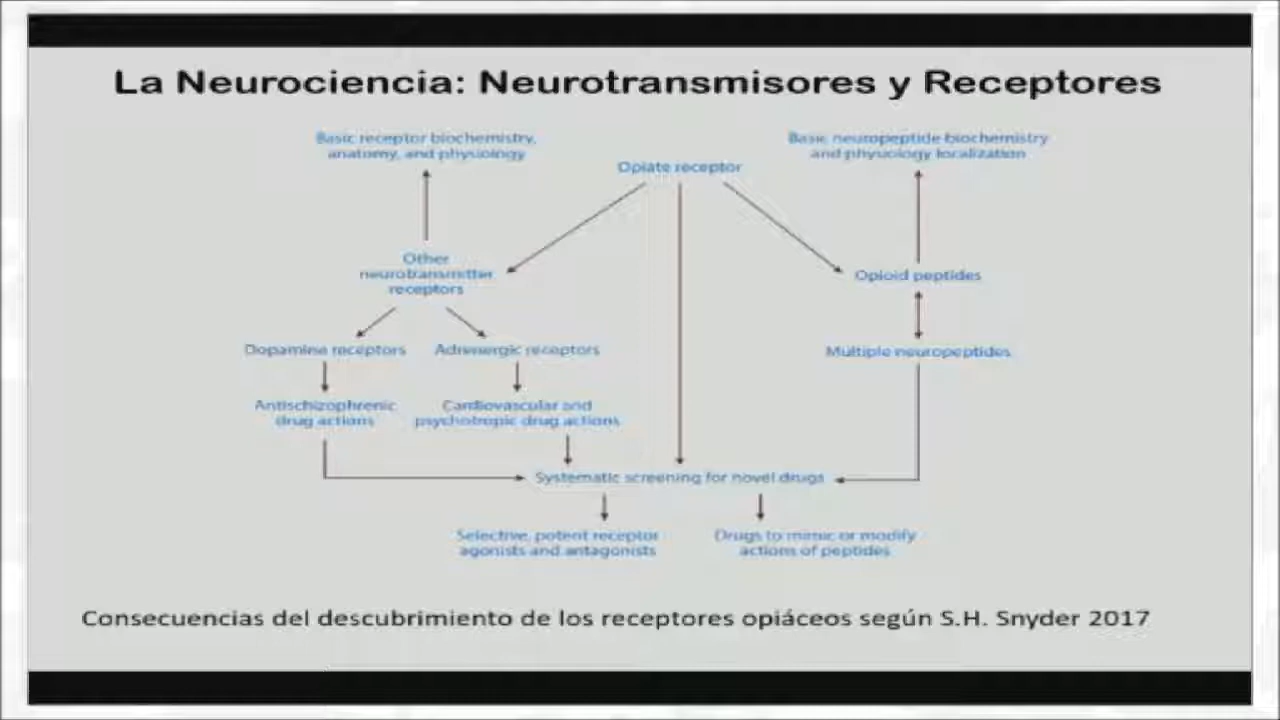 La Neurociencia: Neurotransmisores y Receptores
Basic receptor biochemistry,
anatomy, and physiology
Opiate receptor
Basic neuropeptide biochemistry
and physiology localization
Other
neurotransmitter
receptors
Opioid peptides
Dopamine receptors
Adrenergic receptors
Multiple neuropeptides
Antischizophrenic
drug actions
Cardiovascular and
psychotropic drug actions
Systematic screening for novel drugs
Selective, potent receptor
agonists and antagonists
Drugs to mimic or modify
actions of peptides
Consecuencias del descubrimiento de los receptores opiáceos según S.H. Snyder 2017